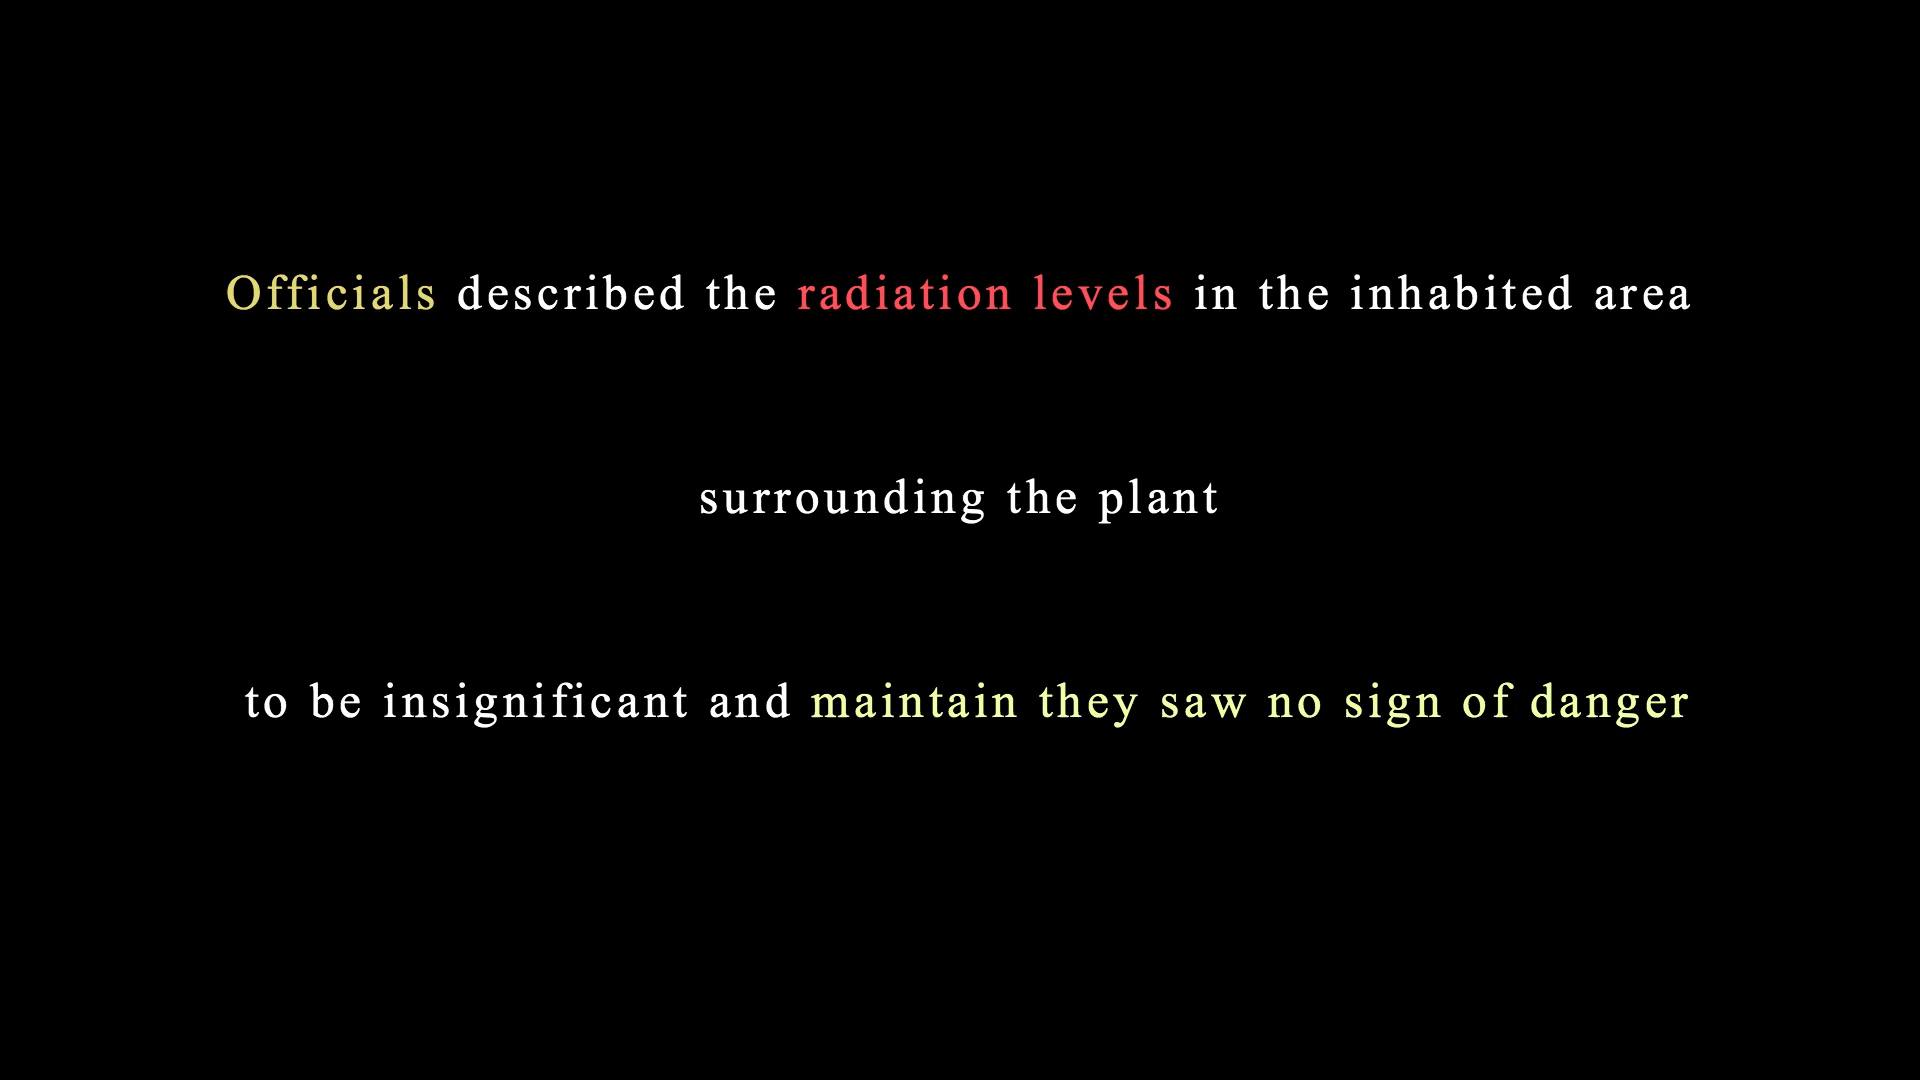 Officials described the radiation levels in the inhabited area
surrounding the plant
to be insignificant and maintain they saw no sign of danger